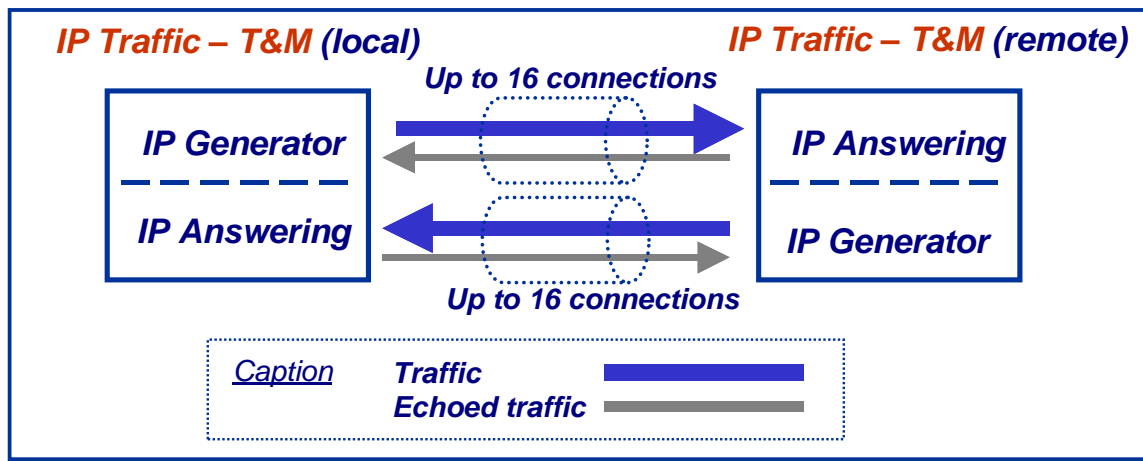 IP Traffic – T&M (local)
IP Traffic – T&M (remote)
Up to 16 connections
IP Generator
IP Answering
IP Answering
IP Generator
Up to 16 connections
Caption
Traffic
Echoed traffic